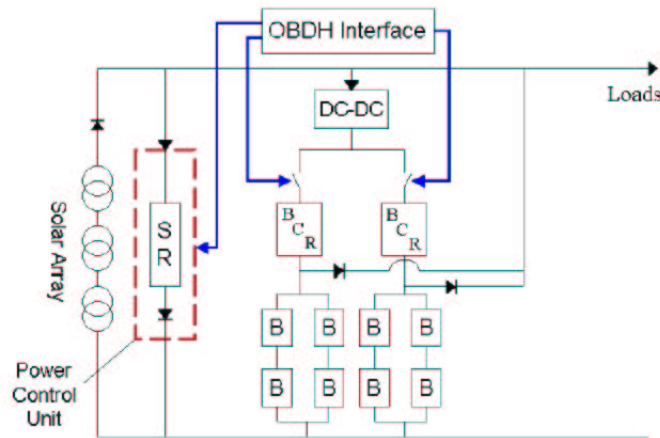 OBDH Interface
Loads
DC-DC
Solar Array
S
R
B
C
R
B
C
R
B
B
B
B
B
B
B
B
Power
Control
Unit